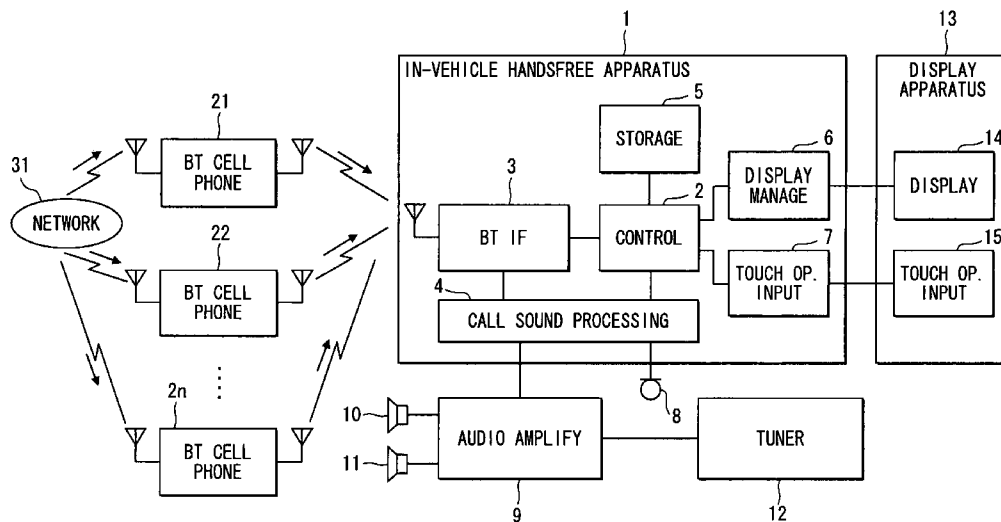 1
IN-VEHICLE HANDSFREE APPARATUS
13
DISPLAY
APPARATUS
31
NETWORK
21
BT CELL
PHONE
22
BT CELL
PHONE
2n
BT CELL
PHONE
5
STORAGE
3
BT IF
2
CONTROL
6
DISPLAY
MANAGE
7
TOUCH OP.
INPUT
14
DISPLAY
15
TOUCH OP.
INPUT
4
CALL SOUND PROCESSING
8
10
11
AUDIO AMPLIFY
9
TUNER
12